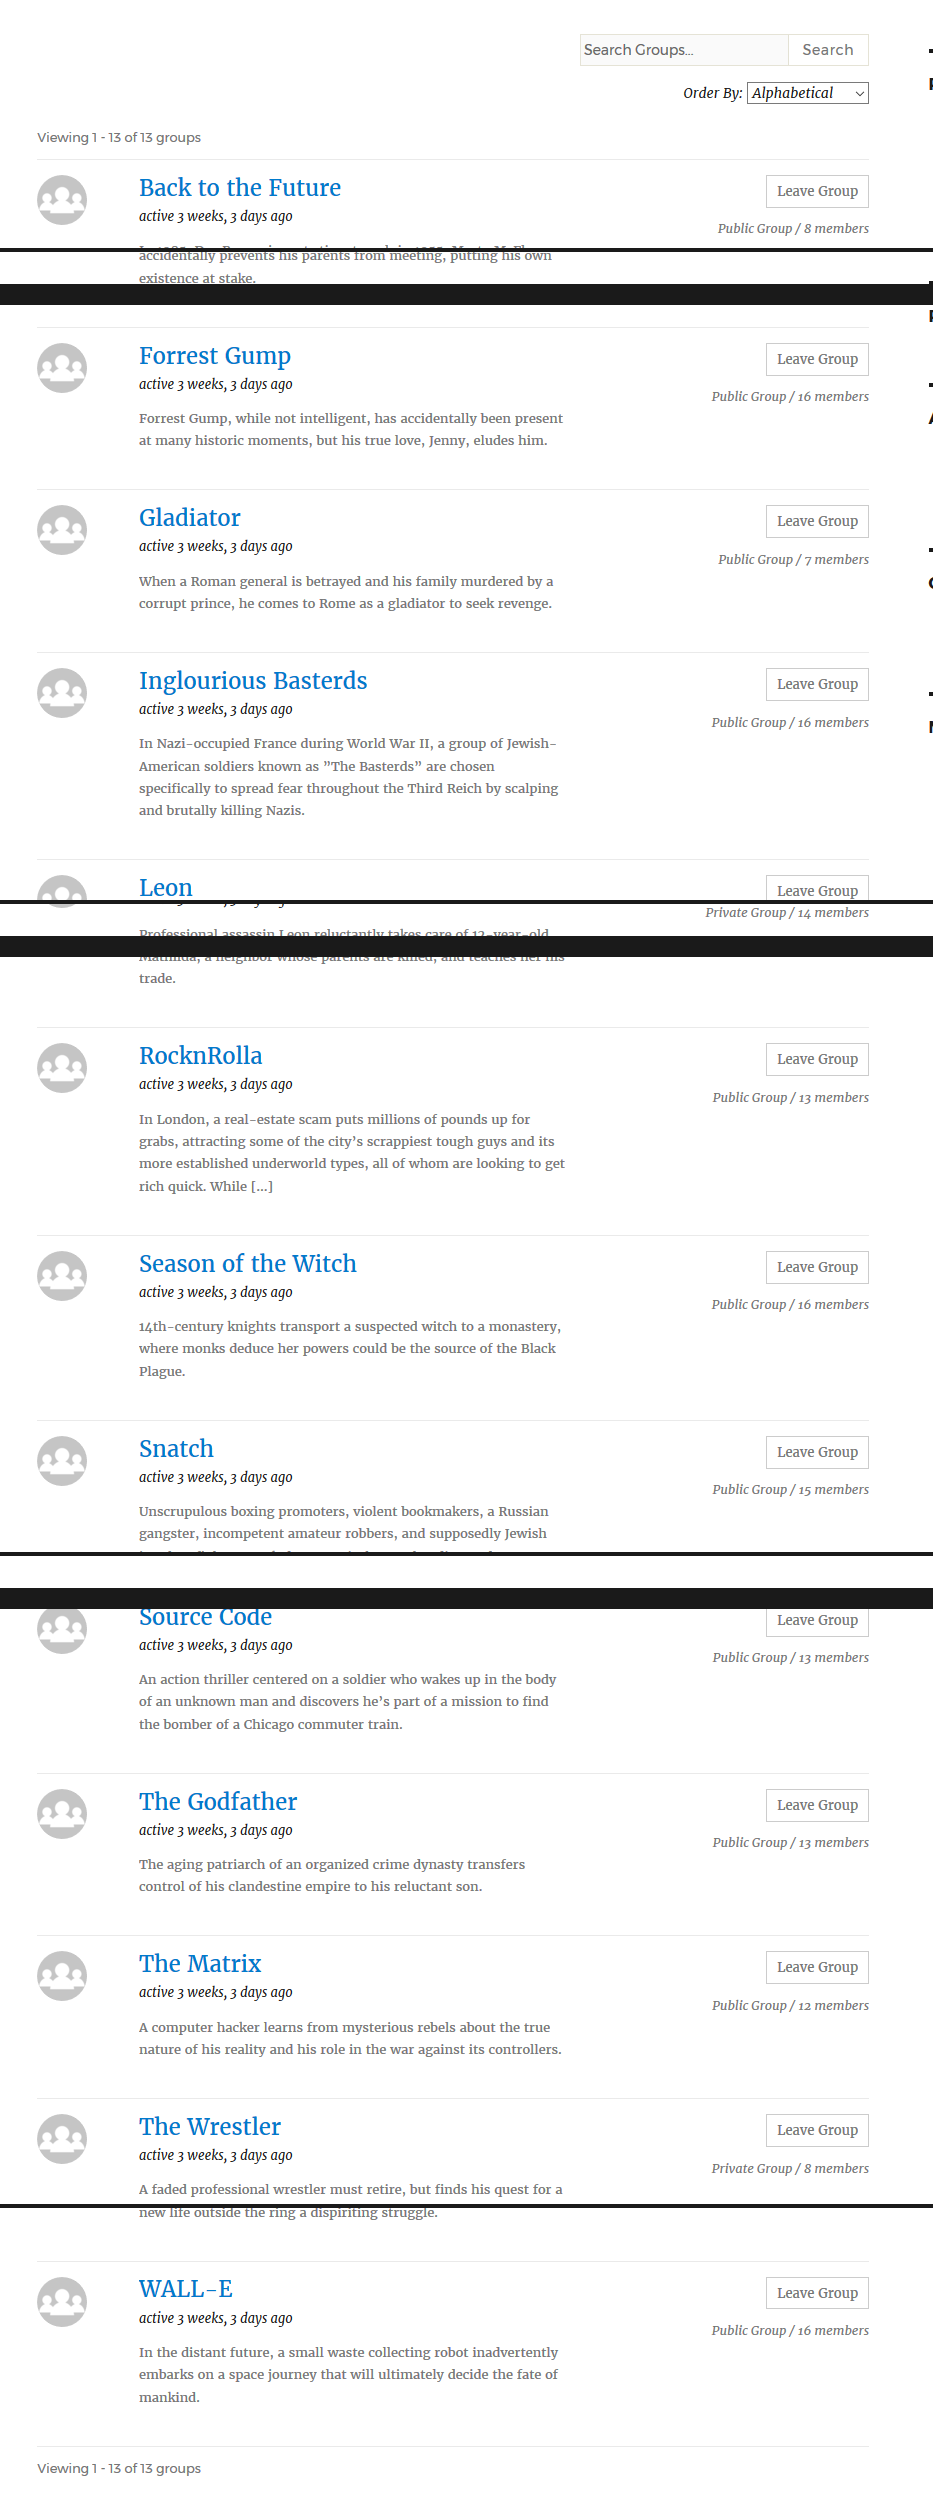 Search Groups...
Search
Order By: Alphabetical
Viewing 1 - 13 of 13 groups
Back to the Future
Leave Group
active 3 weeks, 3 days ago
Public Group / 8 members
accidentally prevents his parents from meeting, putting his own
existence at stake.
Forrest Gump
Leave Group
active 3 weeks, 3 days ago
Public Group / 16 members
Forrest Gump, while not intelligent, has accidentally been present
at many historic moments, but his true love, Jenny, eludes him.
Gladiator
Leave Group
active 3 weeks, 3 days ago
Public Group / 7 members
When a Roman general is betrayed and his family murdered by a
corrupt prince, he comes to Rome as a gladiator to seek revenge.
Inglourious Basterds
Leave Group
active 3 weeks, 3 days ago
Public Group / 16 members
In Nazi-occupied France during World War II, a group of Jewish-
American soldiers known as ”The Basterds” are chosen
specifically to spread fear throughout the Third Reich by scalping
and brutally killing Nazis.
Leon
Leave Group
Private Group / 14 members
Professional assassin Leon reluctantly takes care of 12-year-old
Mathilda, a neighbor whose parents are killed, and teaches her his
trade.
RocknRolla
Leave Group
active 3 weeks, 3 days ago
Public Group / 13 members
In London, a real-estate scam puts millions of pounds up for
grabs, attracting some of the city’s scrappiest tough guys and its
more established underworld types, all of whom are looking to get
rich quick. While [...]
Season of the Witch
Leave Group
active 3 weeks, 3 days ago
Public Group / 16 members
14th-century knights transport a suspected witch to a monastery,
where monks deduce her powers could be the source of the Black
Plague.
Snatch
Leave Group
active 3 weeks, 3 days ago
Public Group / 15 members
Unscrupulous boxing promoters, violent bookmakers, a Russian
gangster, incompetent amateur robbers, and supposedly Jewish
Source Code
Leave Group
active 3 weeks, 3 days ago
Public Group / 13 members
An action thriller centered on a soldier who wakes up in the body
of an unknown man and discovers he’s part of a mission to find
the bomber of a Chicago commuter train.
The Godfather
Leave Group
active 3 weeks, 3 days ago
Public Group / 13 members
The aging patriarch of an organized crime dynasty transfers
control of his clandestine empire to his reluctant son.
The Matrix
Leave Group
active 3 weeks, 3 days ago
Public Group / 12 members
A computer hacker learns from mysterious rebels about the true
nature of his reality and his role in the war against its controllers.
The Wrestler
Leave Group
active 3 weeks, 3 days ago
Private Group / 8 members
A faded professional wrestler must retire, but finds his quest for a
new life outside the ring a dispiriting struggle.
WALL-E
Leave Group
active 3 weeks, 3 days ago
Public Group / 16 members
In the distant future, a small waste collecting robot inadvertently
embarks on a space journey that will ultimately decide the fate of
mankind.
Viewing 1 - 13 of 13 groups